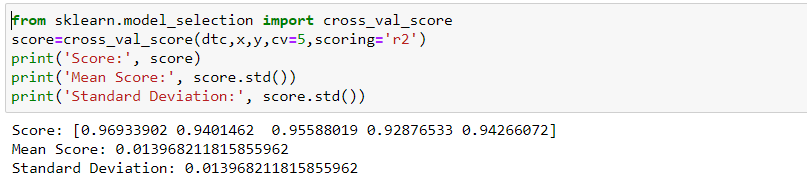 from sklearn.model_selection import cross_val_score
score=cross_val_score(dtc,x,y,cv=5,scoring='r2')
print('Score:', score)
print('Mean Score:', score.std())
print('Standard Deviation:', score.std())
Score: [0.96933902 0.9401462  0.95588019 0.92876533 0.94266072]
Mean Score: 0.013968211815855962
Standard Deviation: 0.013968211815855962